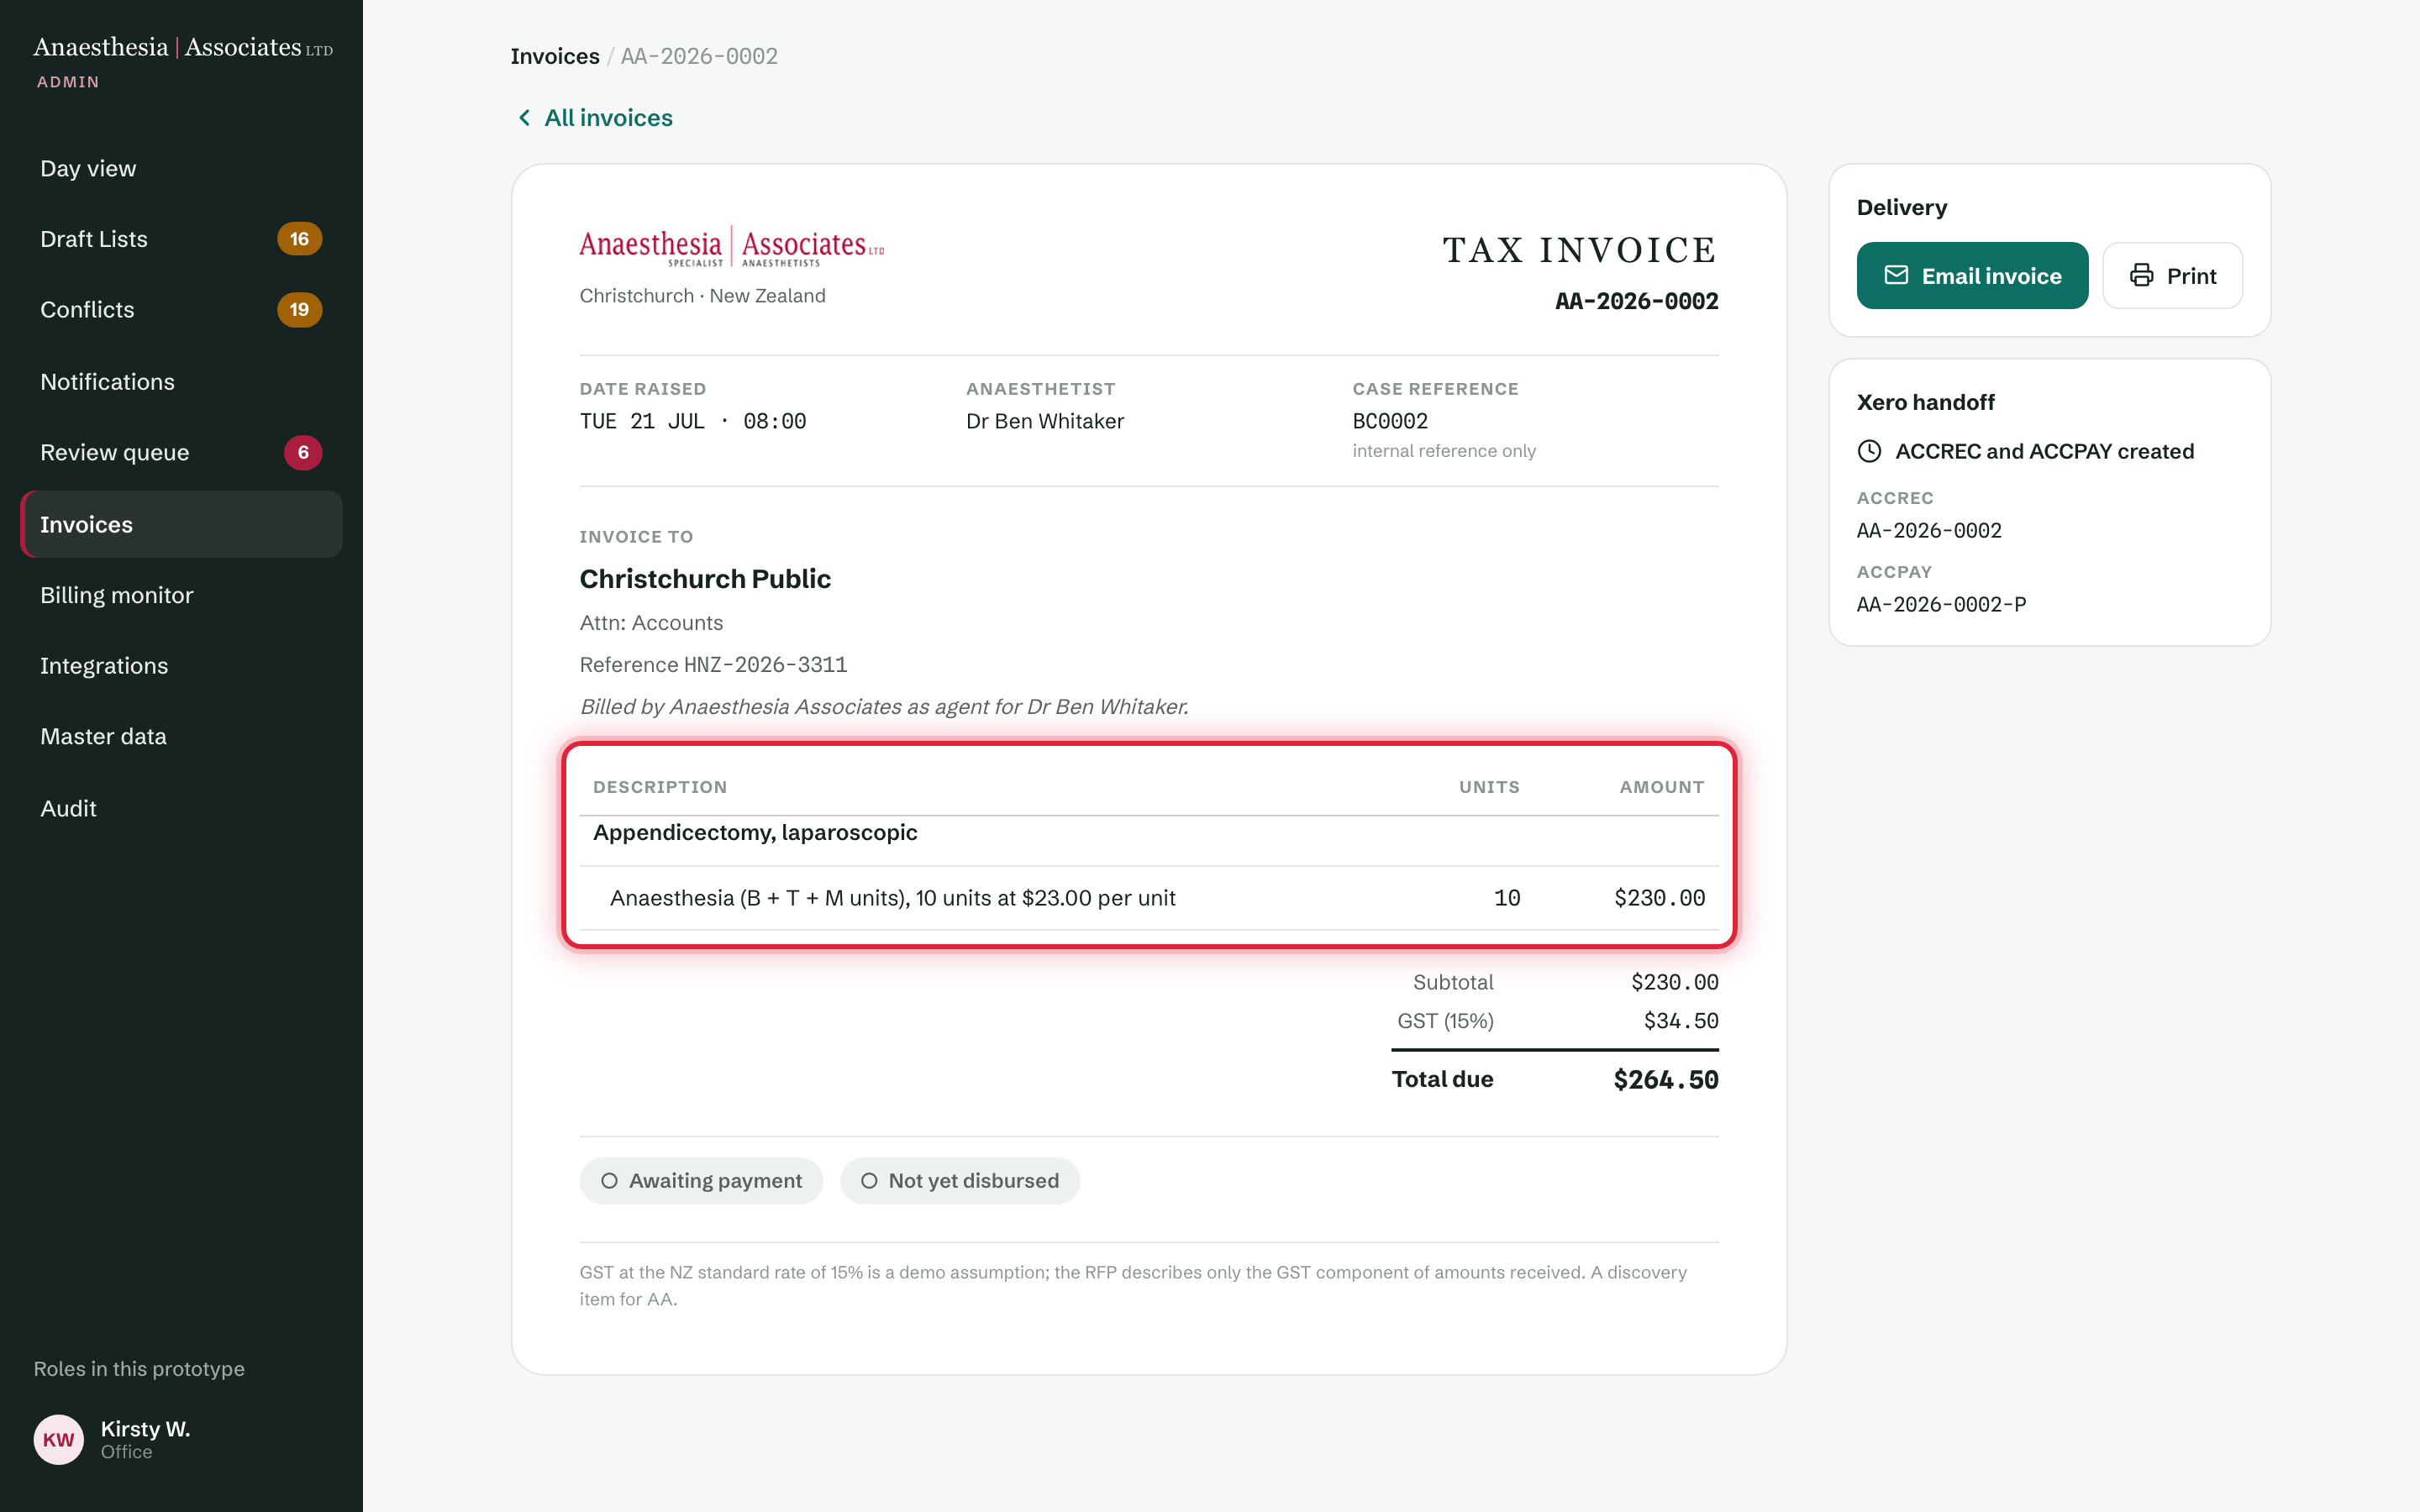 Anaesthesia | Associates LTD
ADMIN
Day view
Draft Lists 16
Conflicts 19
Notifications
Review queue 6
Invoices
Billing monitor
Integrations
Master data
Audit
Roles in this prototype
KW
Kirsty W.
Office
Invoices / AA-2026-0002
All invoices
Anaesthesia | Associates LTD
SPECIALIST | ANAESTHETISTS
Christchurch · New Zealand
TAX INVOICE
AA-2026-0002
DATE RAISED
TUE 21 JUL · 08:00
ANAESTHETIST
Dr Ben Whitaker
CASE REFERENCE
BC0002
internal reference only
INVOICE TO
Christchurch Public
Attn: Accounts
Reference HNZ-2026-3311
Billed by Anaesthesia Associates as agent for Dr Ben Whitaker.
DESCRIPTION UNITS AMOUNT
Appendicectomy, laparoscopic
Anaesthesia (B + T + M units), 10 units at $23.00 per unit 10 $230.00
Subtotal $230.00
GST (15%) $34.50
Total due $264.50
Awaiting payment
Not yet disbursed
GST at the NZ standard rate of 15% is a demo assumption; the RFP describes only the GST component of amounts received. A discovery
item for AA.
Delivery
Email invoice
Print
Xero handoff
ACCREC and ACCPAY created
ACCREC
AA-2026-0002
ACCPAY
AA-2026-0002-P